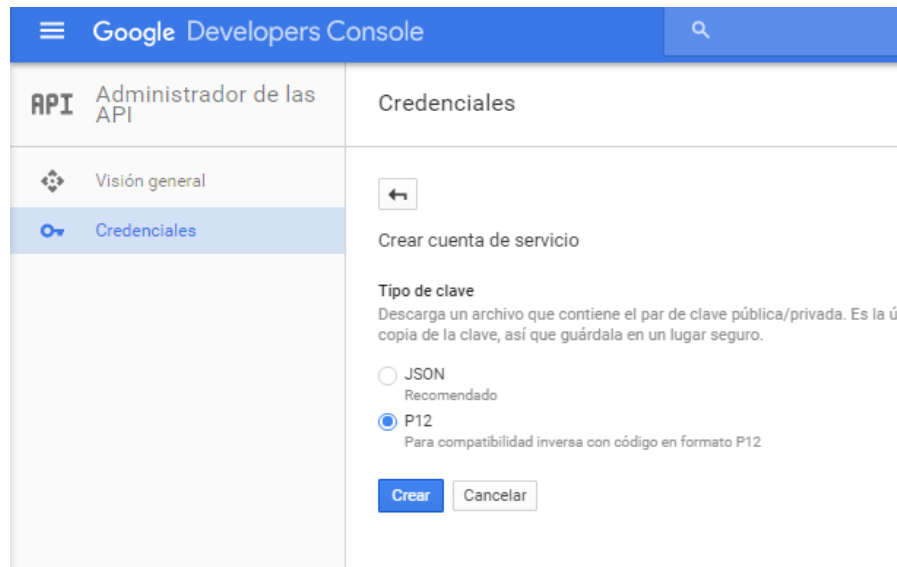 Google Developers Console
API
Administrador de las
API
Credenciales
Visión general
Credenciales
Crear cuenta de servicio
Tipo de clave
Descarga un archivo que contiene el par de clave pública/privada. Es la
copia de la clave, así que guárdala en un lugar seguro.
JSON
Recomendado
P12
Para compatibilidad inversa con código en formato P12
Crear
Cancelar